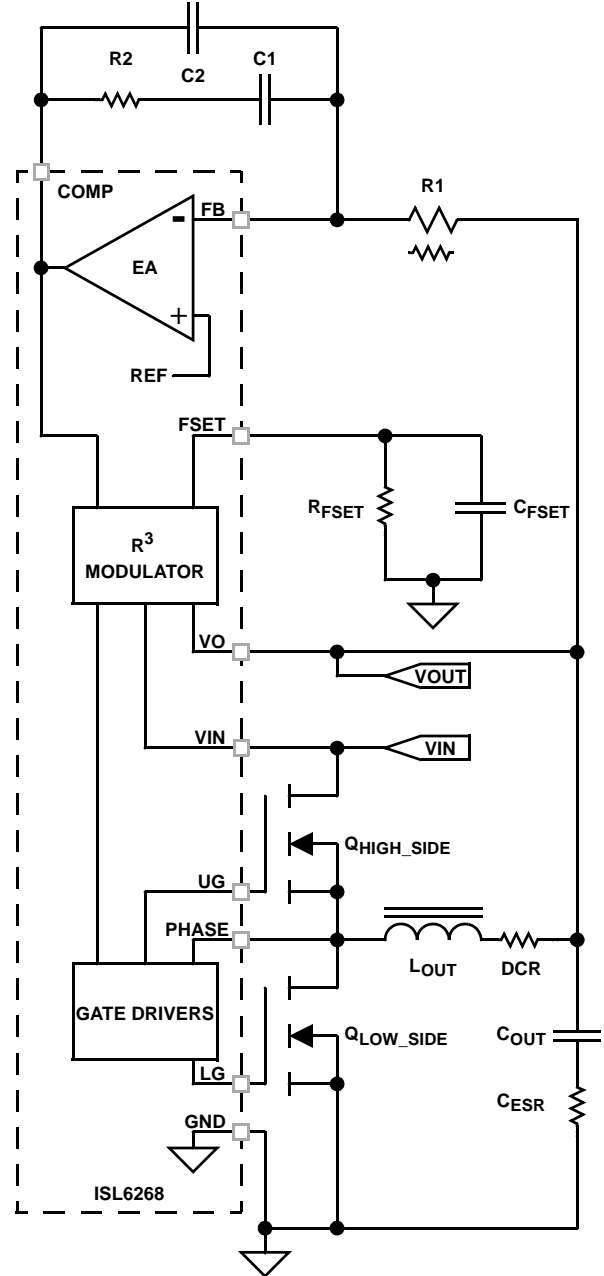 R2
C2
C1
COMP
FB
R1
EA
-
+
REF
FSET
R_FSET
C_FSET
R³
MODULATOR
VO
VOUT
VIN
VIN
Q_HIGH_SIDE
UG
PHASE
L_OUT
DCR
GATE DRIVERS
Q_LOW_SIDE
C_OUT
LG
C_ESR
GND
ISL6268